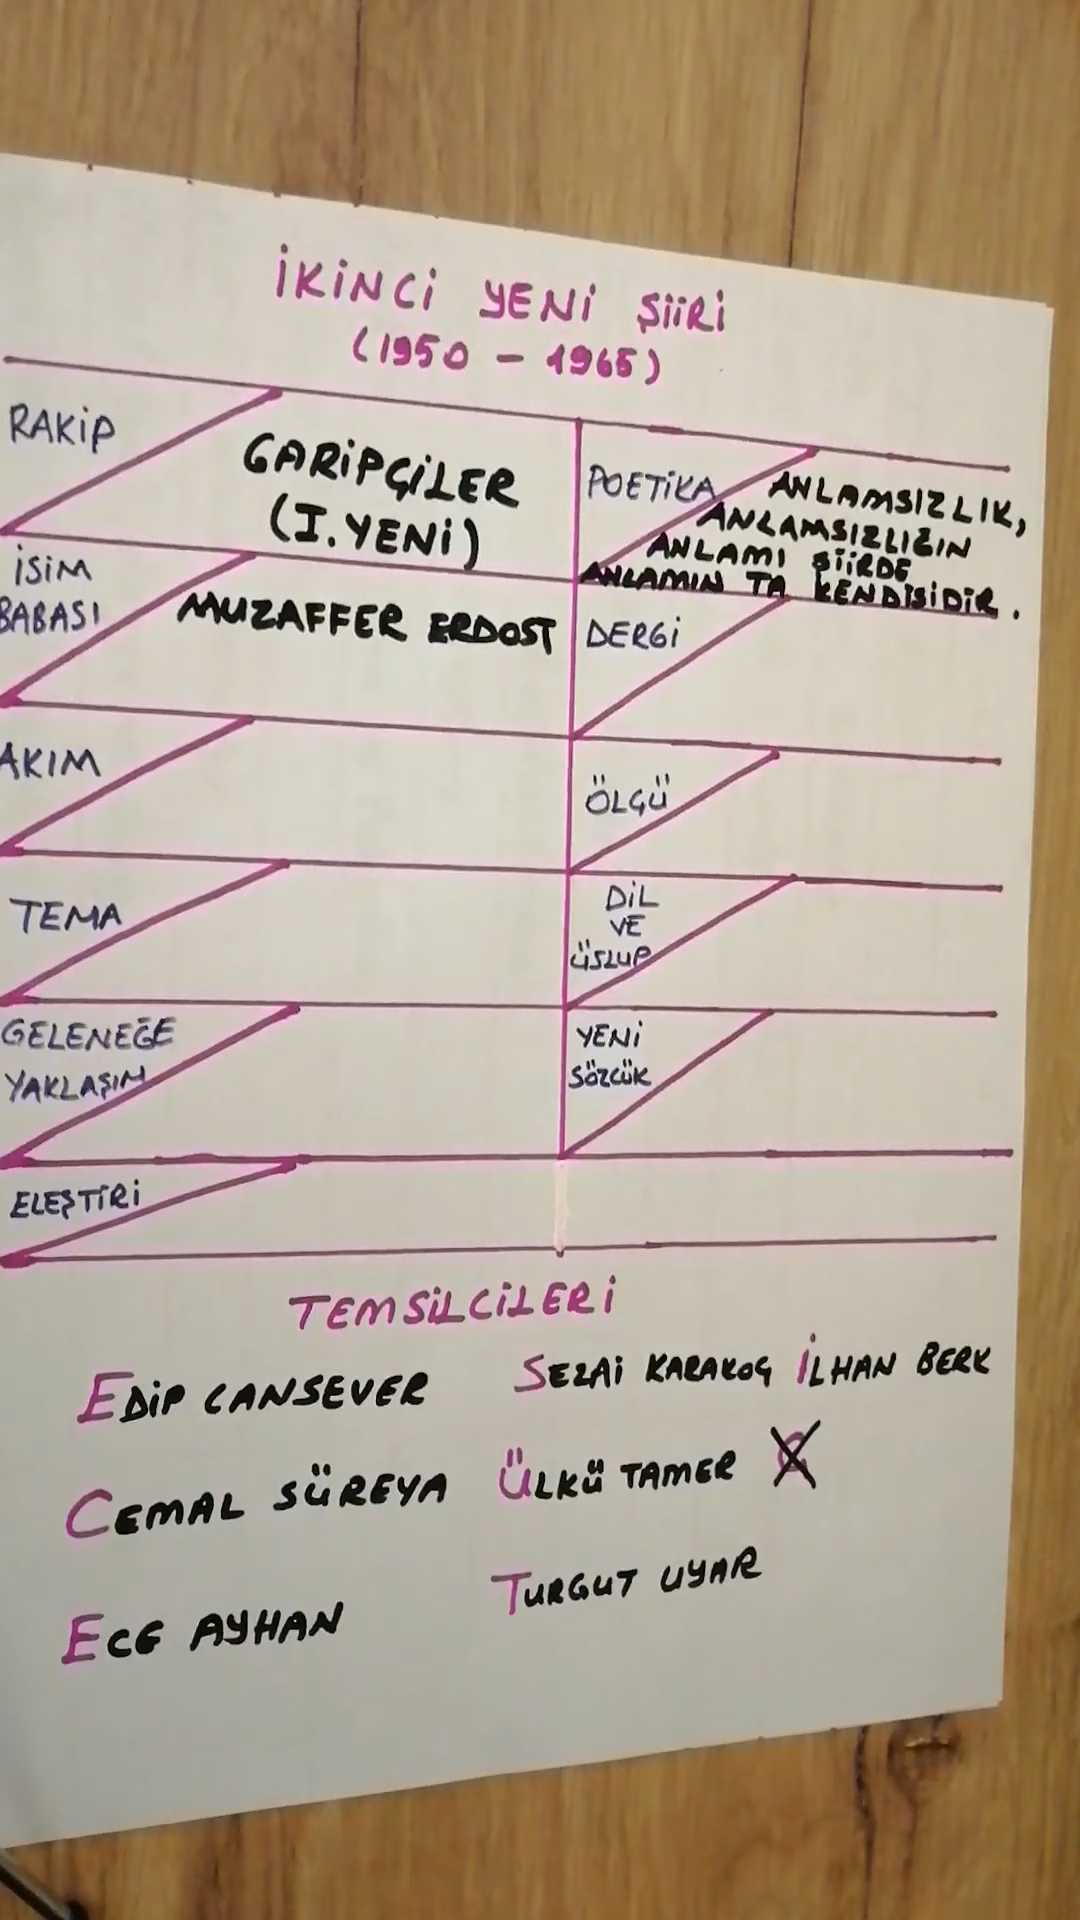 İKİNCİ YENİ ŞİİRİ
(1950 - 1965)
RAKİP
GARİPÇİLER
(I. YENİ)
POETİKA
ANLAMSIZLIK,
ANLAMSIZLIĞIN
ANLAMI ŞİİRDE
ANLAMIN TA KENDİSİDİR.
İSİM
BABASI
MUZAFFER ERDOST
DERGİ
AKIM
ÖLÇÜ
TEMA
DİL
VE
ÜSLUP
GELENEĞE
YAKLAŞIM
YENİ
SÖZCÜK
ELEŞTİRİ
TEMSİLCİLERİ
EDİP CANSEVER
SEZAİ KARAKOÇ İLHAN BERK
CEMAL SÜREYA
ÜLKÜ TAMER
ECE AYHAN
TURGUT UYAR